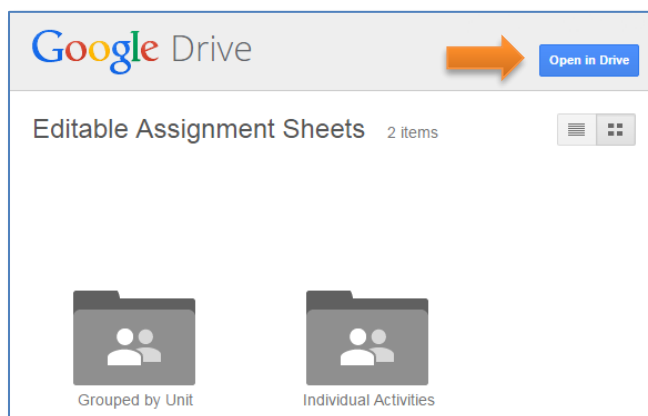 Google Drive
Open in Drive
Editable Assignment Sheets 2 items
Grouped by Unit Individual Activities